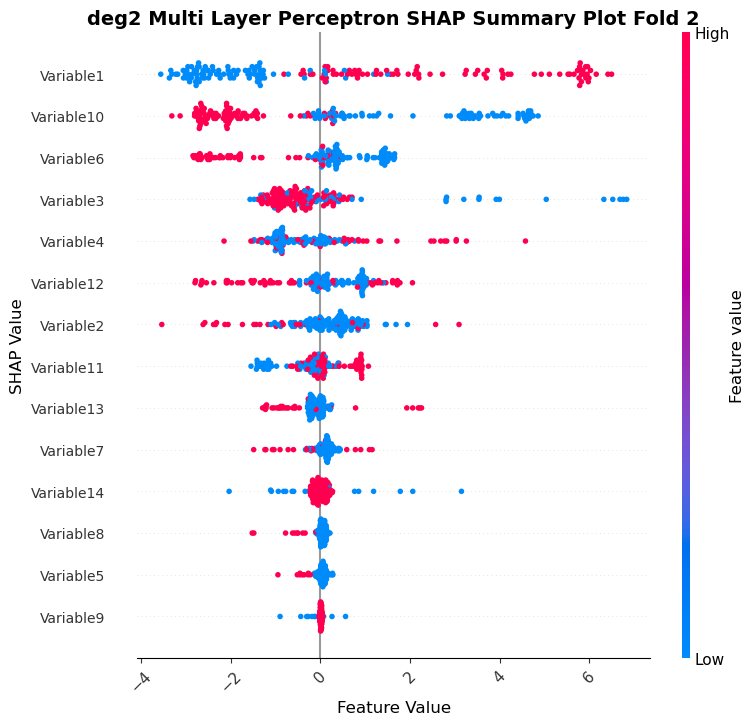 deg2 Multi Layer Perceptron SHAP Summary Plot Fold 2
High
Variable1
Variable10
Variable6
Variable3
Variable4
Variable12
Variable2
Variable11
Variable13
Variable7
Variable14
Variable8
Variable5
Variable9
SHAP Value
Feature value
Low
−4
−2
0
2
4
6
Feature Value